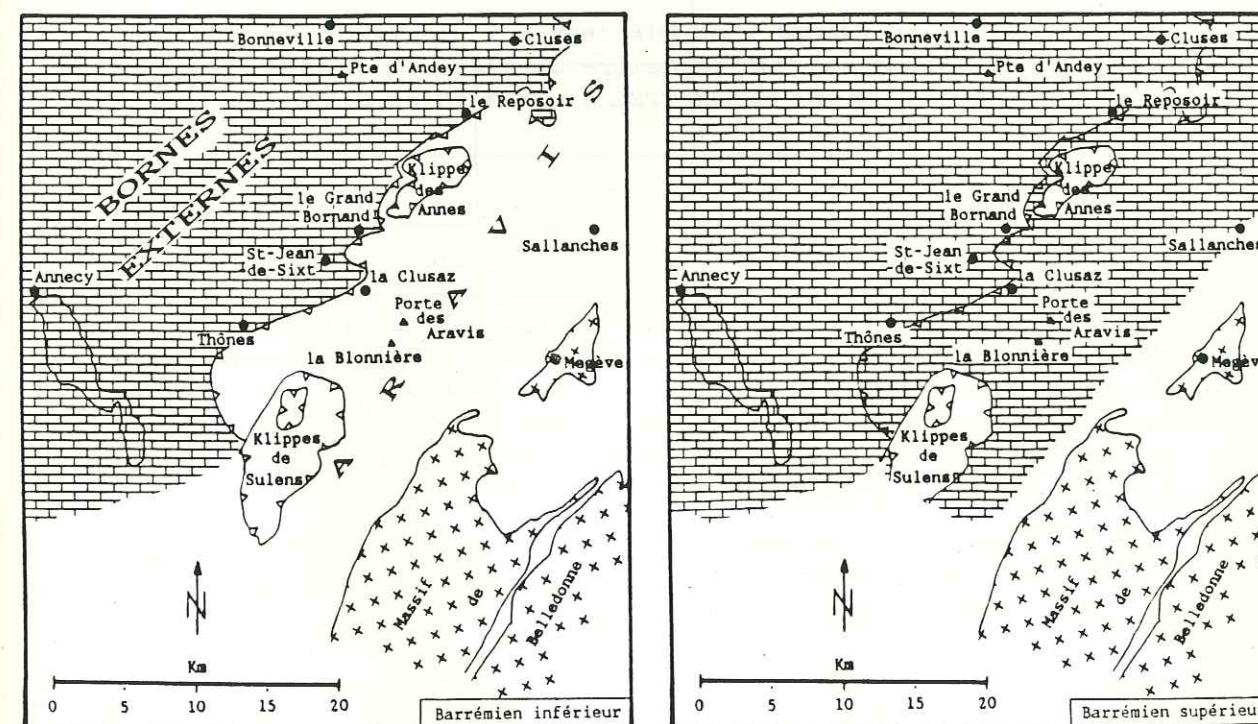 Bonneville
Cluses
Pte d'Andey
le Reposoir
BORNES
EXTERNES
Klippe
des
Annes
le Grand
Bornand
St-Jean
de-Sixt
Annecy
la Clusaz
Sallanches
Porte
des
Aravis
Thônes
la Blonnière
Megève
ARAVIS
Klippes
de
Sulens
Massif
de
Belledonne
N
Km
0 5 10 15 20
Barrémien inférieur
Bonneville
Cluses
Pte d'Andey
le Reposoir
Klippe
des
Annes
le Grand
Bornand
St-Jean
de-Sixt
Annecy
la Clusaz
Sallanches
Porte
des
Aravis
Thônes
la Blonnière
Megèv
Klippes
de
Sulens
Massif
de
Belledonne
N
Km
0 5 10 15 20
Barrémien supérieu